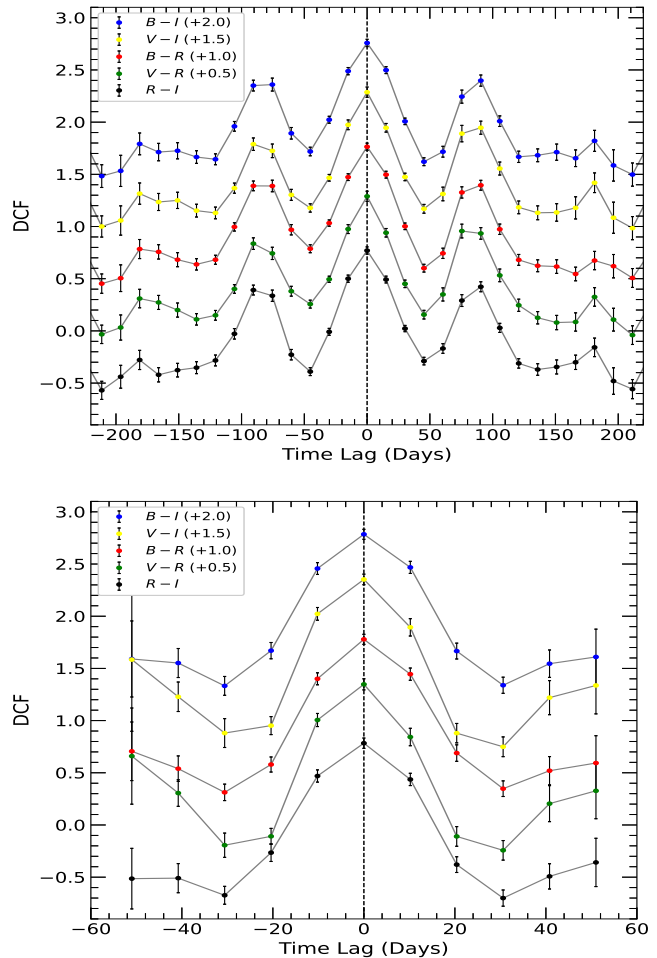 3.0
2.5
2.0
1.5
1.0
0.5
0.0
−0.5
DCF
B − I (+2.0)
V − I (+1.5)
B − R (+1.0)
V − R (+0.5)
R − I
−200 −150 −100 −50 0 50 100 150 200
Time Lag (Days)
3.0
2.5
2.0
1.5
1.0
0.5
0.0
−0.5
DCF
B − I (+2.0)
V − I (+1.5)
B − R (+1.0)
V − R (+0.5)
R − I
−60 −40 −20 0 20 40 60
Time Lag (Days)